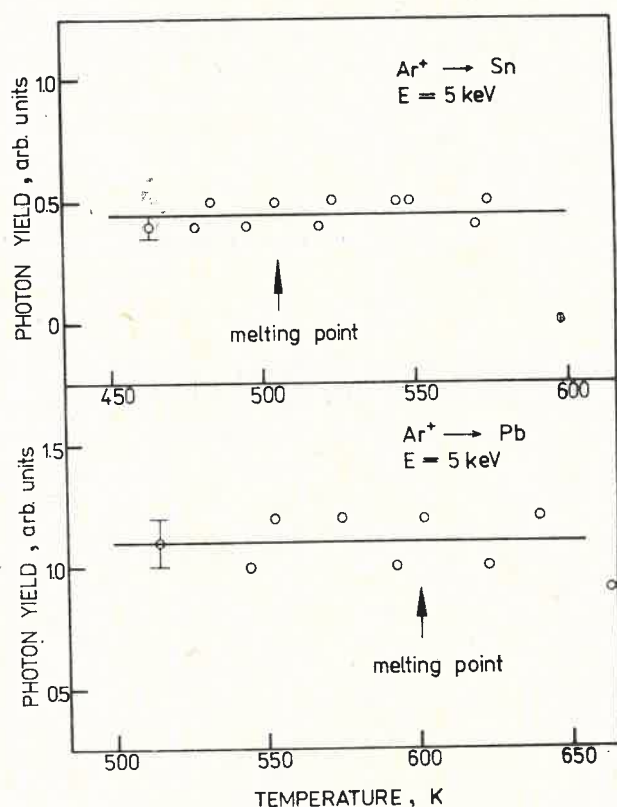 Ar⁺ → Sn
E = 5 keV
1.0
0.5
0
PHOTON YIELD, arb. units
melting point
450 500 550 600
Ar⁺ → Pb
E = 5 keV
1.5
1.0
0.5
PHOTON YIELD, arb. units
melting point
500 550 600 650
TEMPERATURE, K